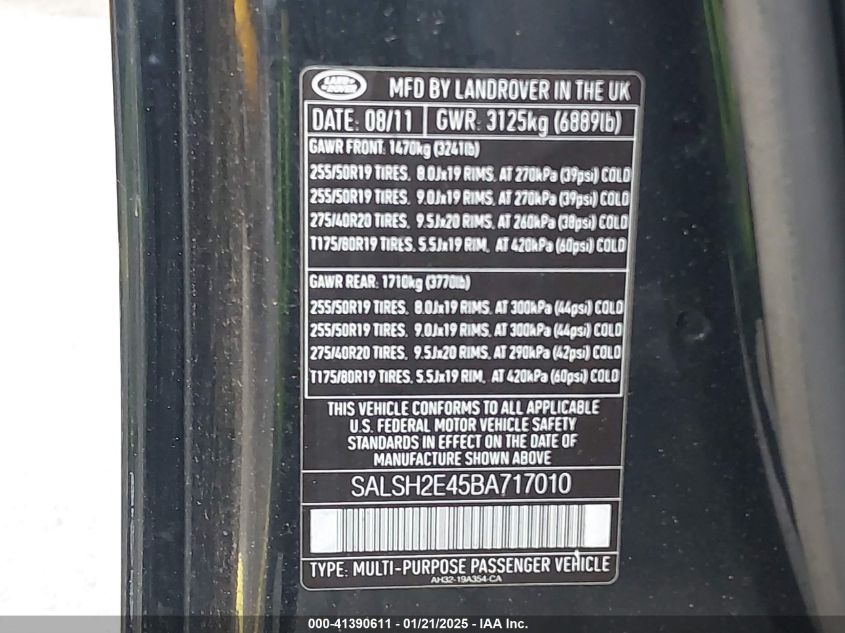 LAND ROVER
MFD BY LANDROVER IN THE UK
DATE: 08/11 GWR: 3125kg (6889lb)
GAWR FRONT: 1470kg (3241lb)
255/50R19 TIRES, 8.0Jx19 RIMS, AT 270kPa (39psi) COLD
255/50R19 TIRES, 9.0Jx19 RIMS, AT 270kPa (39psi) COLD
275/40R20 TIRES, 9.5Jx20 RIMS, AT 260kPa (38psi) COLD
T175/80R19 TIRES, 5.5Jx19 RIM, AT 420kPa (60psi) COLD
GAWR REAR: 1710kg (3770lb)
255/50R19 TIRES, 8.0Jx19 RIMS, AT 300kPa (44psi) COLD
255/50R19 TIRES, 9.0Jx19 RIMS, AT 300kPa (44psi) COLD
275/40R20 TIRES, 9.5Jx20 RIMS, AT 290kPa (42psi) COLD
T175/80R19 TIRES, 5.5Jx19 RIM, AT 420kPa (60psi) COLD
THIS VEHICLE CONFORMS TO ALL APPLICABLE
U.S. FEDERAL MOTOR VEHICLE SAFETY
STANDARDS IN EFFECT ON THE DATE OF
MANUFACTURE SHOWN ABOVE
SALSH2E45BA717010
TYPE: MULTI-PURPOSE PASSENGER VEHICLE
AH32-19A354-CA
000-41390611 - 01/21/2025 - IAA Inc.